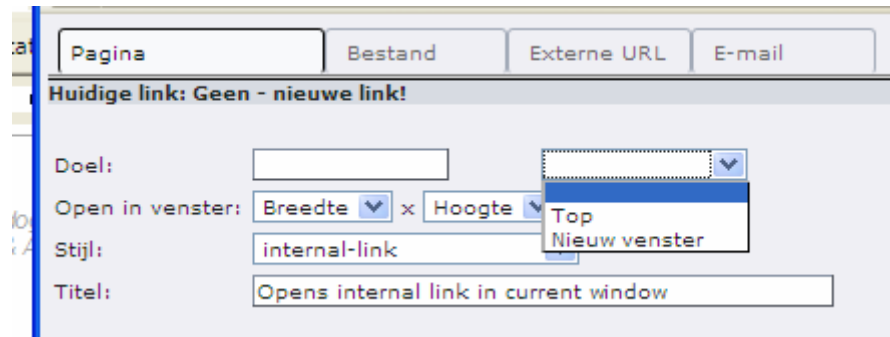 Pagina Bestand Externe URL E-mail
Huidige link: Geen - nieuwe link!
Doel:
Open in venster: Breedte x Hoogte
Top
Nieuw venster
Stijl: internal-link
Titel: Opens internal link in current window